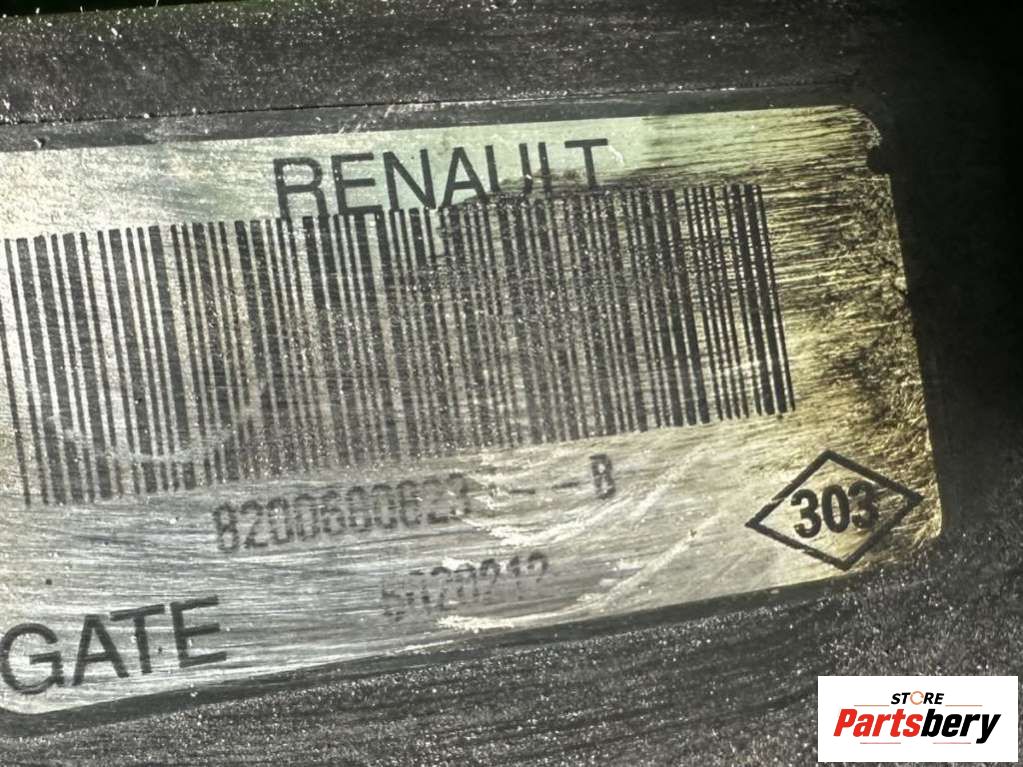 RENAULT
8200600623---B
303
GATE
STORE
Partsbery